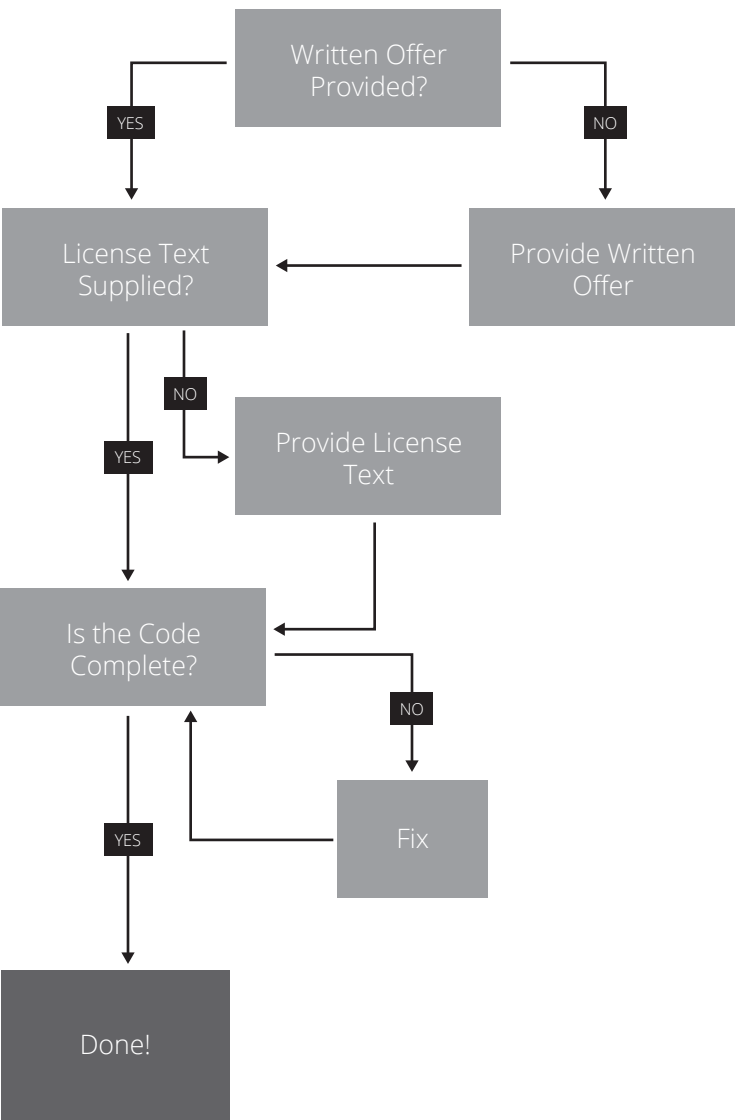 Written Offer
Provided?
YES
NO
License Text
Supplied?
Provide Written
Offer
NO
Provide License
Text
YES
Is the Code
Complete?
NO
Fix
YES
Done!